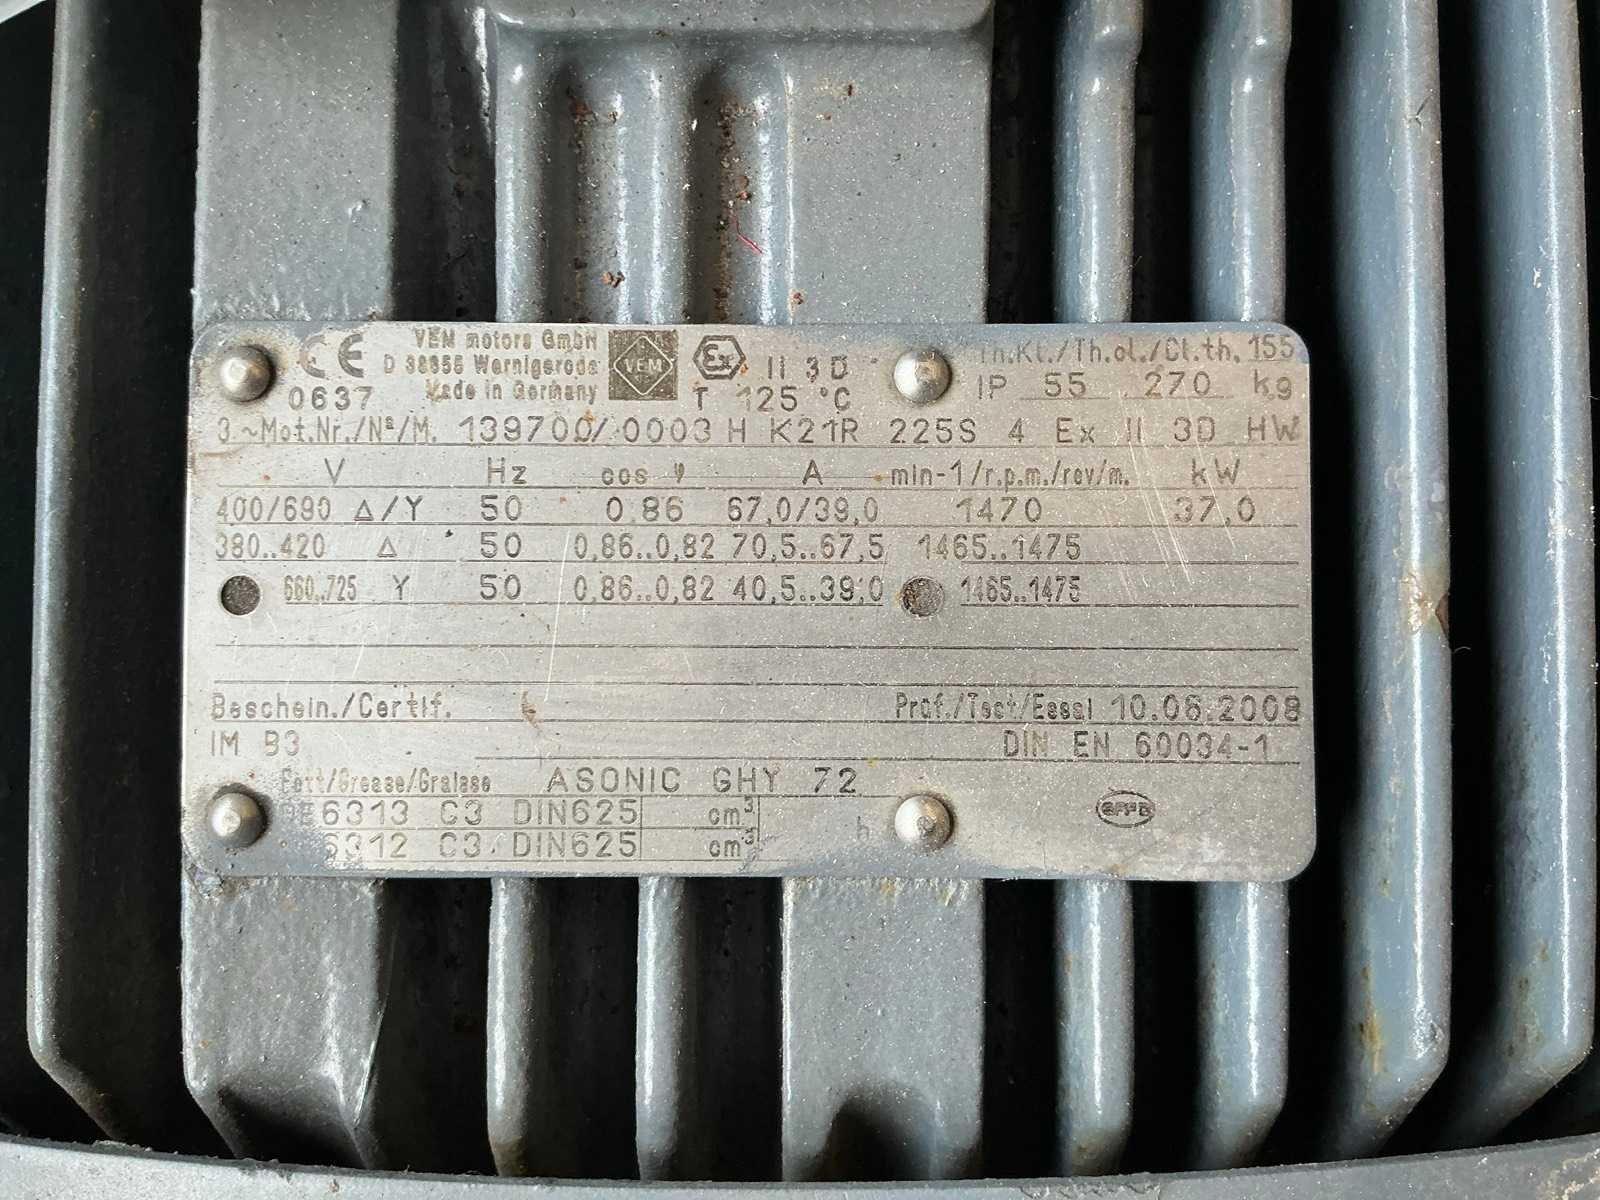 CE VEM motors GmbH
D 38855 Wernigerode VEM Ex II 3D Th.Kl./Th.cl./Cl.th. 155
0637 Made in Germany T 125 °C IP 55 270 kg
3~Mot.Nr./Nº/M. 139700/0003 H K21R 225S 4 Ex II 3D HW
V Hz cos φ A min-1/r.p.m./rev/m. kW
400/690 Δ/Y 50 0,86 67,0/39,0 1470 37,0
380..420 Δ 50 0,86..0,82 70,5..67,5 1465..1475
660..725 Y 50 0,86..0,82 40,5..39,0 1465..1475
Beschein./Certif. Prüf./Test/Essai 10.06.2008
IM B3 DIN EN 60034-1
Fett/Grease/Graisse ASONIC GHY 72
DE 6313 C3 DIN625 cm³
6312 C3 DIN625 cm³ h